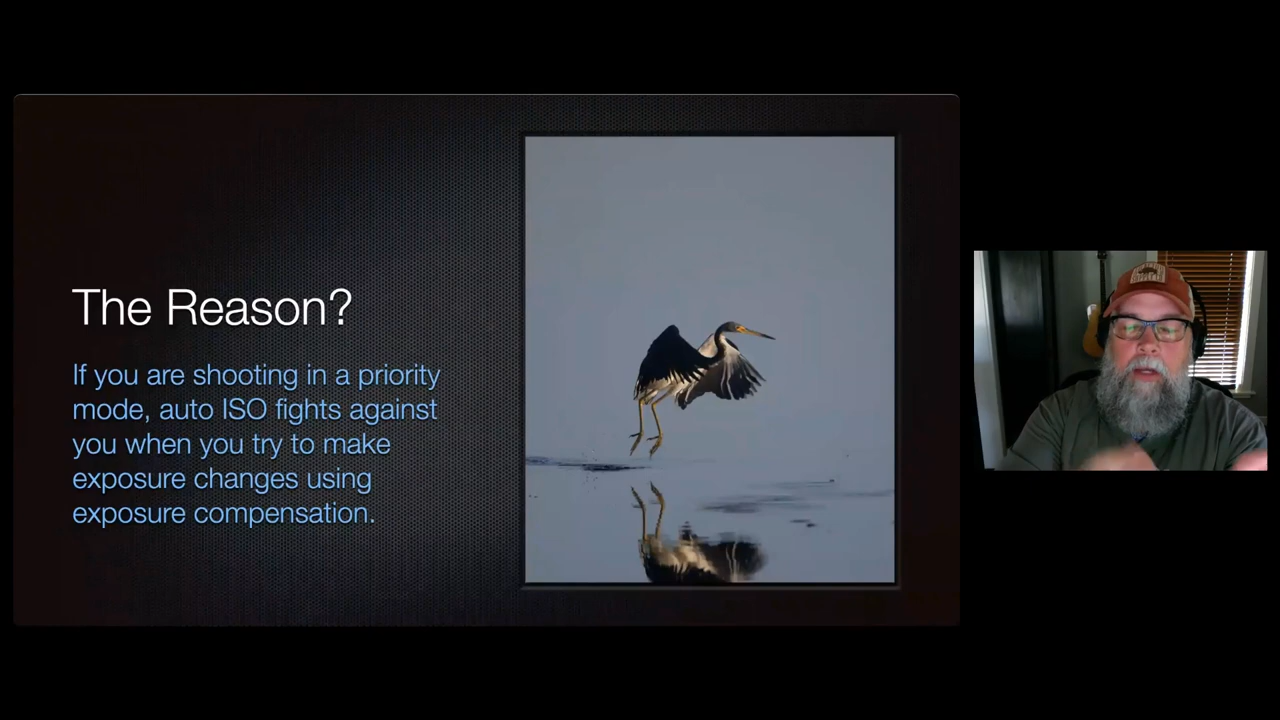 The Reason?
If you are shooting in a priority
mode, auto ISO fights against
you when you try to make
exposure changes using
exposure compensation.